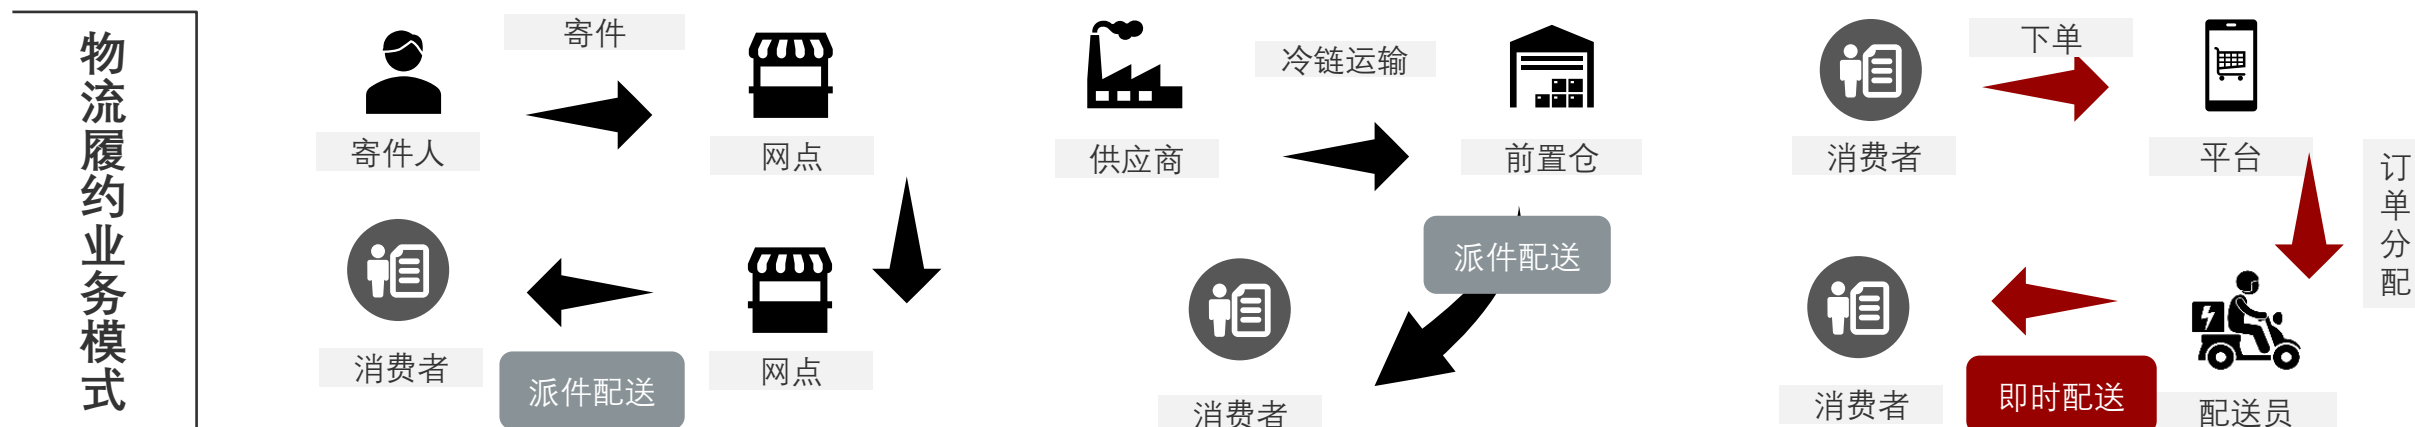 物流履约业务模式
寄件
寄件人
网点
消费者
派件配送
网点
冷链运输
供应商
前置仓
派件配送
消费者
下单
消费者
平台
订单分配
消费者
即时配送
配送员